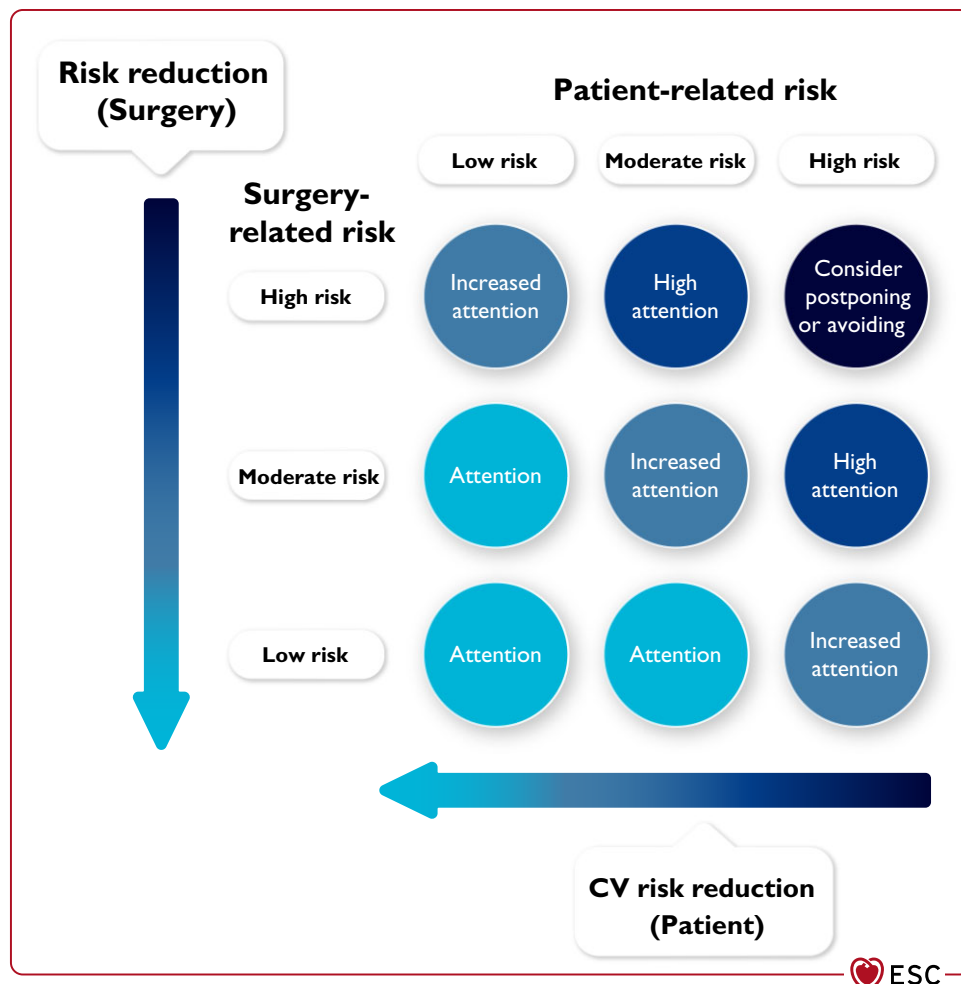 Risk reduction
(Surgery)
Patient-related risk
Low risk
Moderate risk
High risk
Surgery-
related risk
High risk
Increased
attention
High
attention
Consider
postponing
or avoiding
Moderate risk
Attention
Increased
attention
High
attention
Low risk
Attention
Attention
Increased
attention
CV risk reduction
(Patient)
ESC